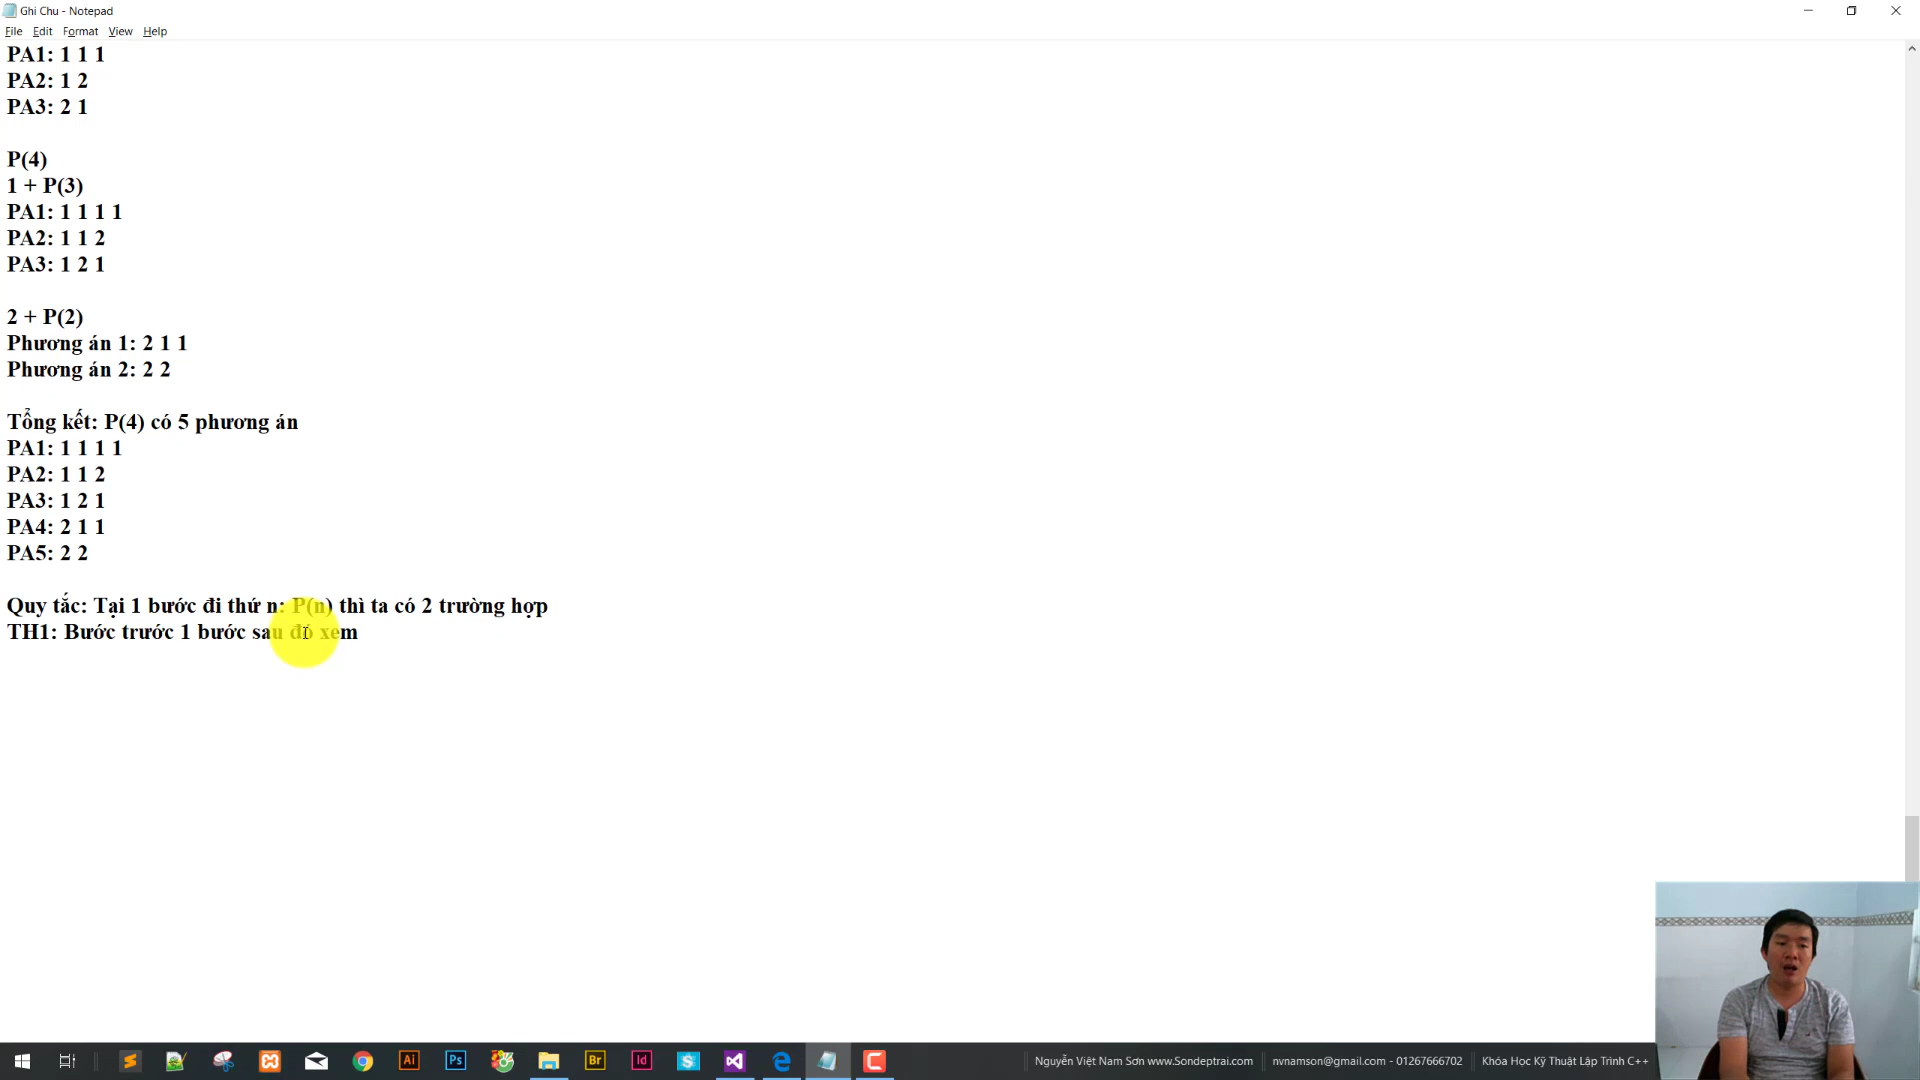 Ghi Chu - Notepad
File Edit Format View Help
PA1: 1 1 1
PA2: 1 2
PA3: 2 1
P(4)
1 + P(3)
PA1: 1 1 1 1
PA2: 1 1 2
PA3: 1 2 1
2 + P(2)
Phương án 1: 2 1 1
Phương án 2: 2 2
Tổng kết: P(4) có 5 phương án
PA1: 1 1 1 1
PA2: 1 1 2
PA3: 1 2 1
PA4: 2 1 1
PA5: 2 2
Quy tắc: Tại 1 bước đi thứ n: P(n) thì ta có 2 trường hợp
TH1: Bước trước 1 bước sau đó xem
Ai Ps Br Id S C
Nguyễn Việt Nam Sơn www.Sondeptrai.com nvnamson@gmail.com - 01267666702 Khóa Học Kỹ Thuật Lập Trình C++